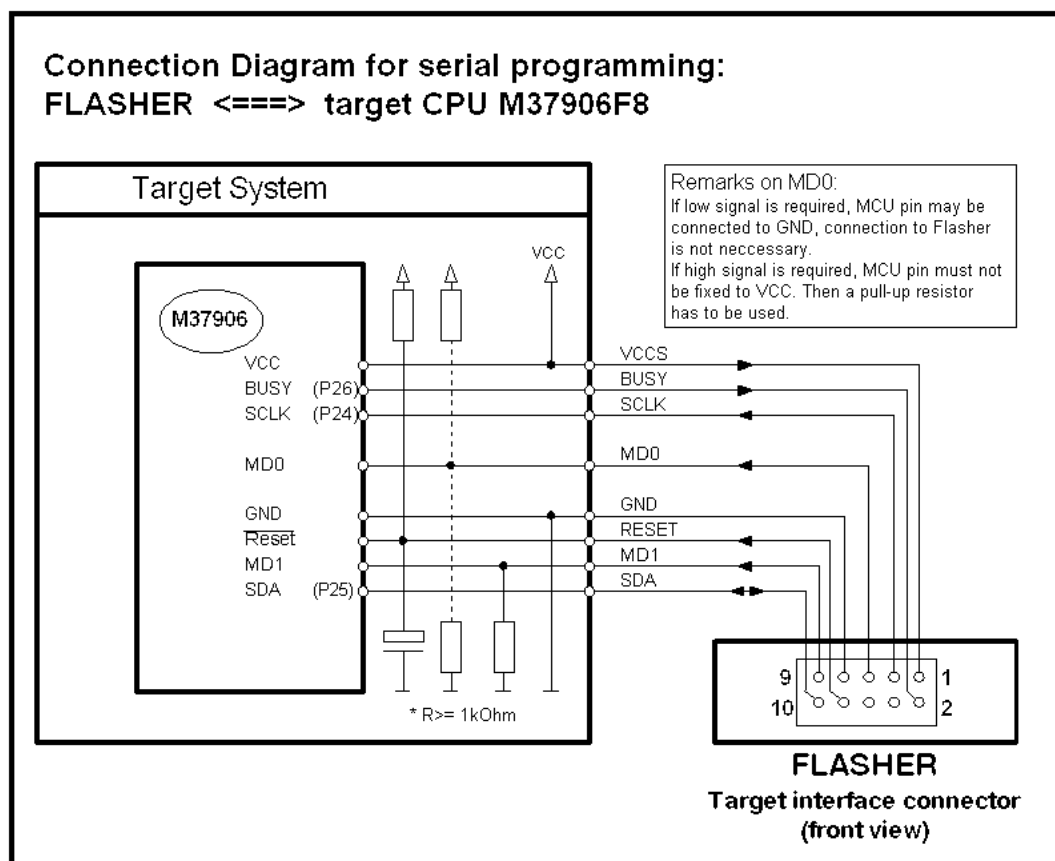 Connection Diagram for serial programming:
FLASHER <===> target CPU M37906F8
Target System
Remarks on MD0:
If low signal is required, MCU pin may be
connected to GND, connection to Flasher
is not neccessary.
If high signal is required, MCU pin must not
be fixed to VCC. Then a pull-up resistor
has to be used.
VCC
M37906
VCC
BUSY (P26)
SCLK (P24)
MD0
GND
Reset
MD1
SDA (P25)
VCCS
BUSY
SCLK
MD0
GND
RESET
MD1
SDA
* R>= 1kOhm
9 1
10 2
FLASHER
Target interface connector
(front view)